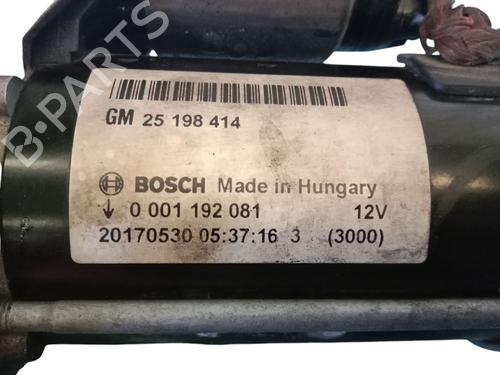 B-PARTS
GM 25 198 414
BOSCH Made in Hungary
↓ 0 001 192 081 12V
20170530 05:37:16 3 (3000)